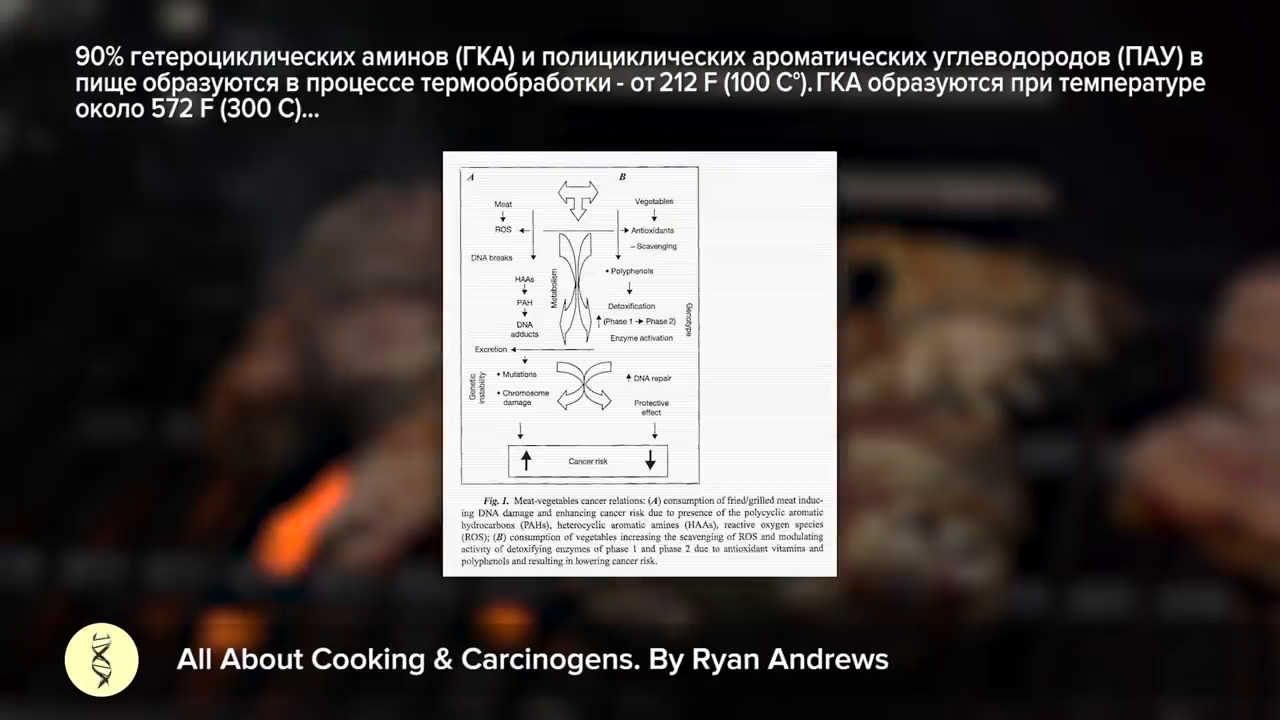 90% гетероциклических аминов (ГКА) и полициклических ароматических углеводородов (ПАУ) в
пище образуются в процессе термообработки - от 212 F (100 C°). ГКА образуются при температуре
около 572 F (300 C)...
A
B
Meat
Vegetables
ROS
Antioxidants
– Scavenging
DNA breaks
• Polyphenols
HAAs
Metabolism
PAH
Detoxification
Genotype
DNA
adducts
(Phase 1 → Phase 2)
Enzyme activation
Excretion
Genetic
instability
• Mutations
• Chromosome
damage
DNA repair
Protective
effect
Cancer risk
Fig. 1. Meat-vegetables cancer relations: (A) consumption of fried/grilled meat induc-
ing DNA damage and enhancing cancer risk due to presence of the polycyclic aromatic
hydrocarbons (PAHs), heterocyclic aromatic amines (HAAs), reactive oxygen species
(ROS); (B) consumption of vegetables increasing the scavenging of ROS and modulating
activity of detoxifying enzymes of phase 1 and phase 2 due to antioxidant vitamins and
polyphenols and resulting in lowering cancer risk.
All About Cooking & Carcinogens. By Ryan Andrews